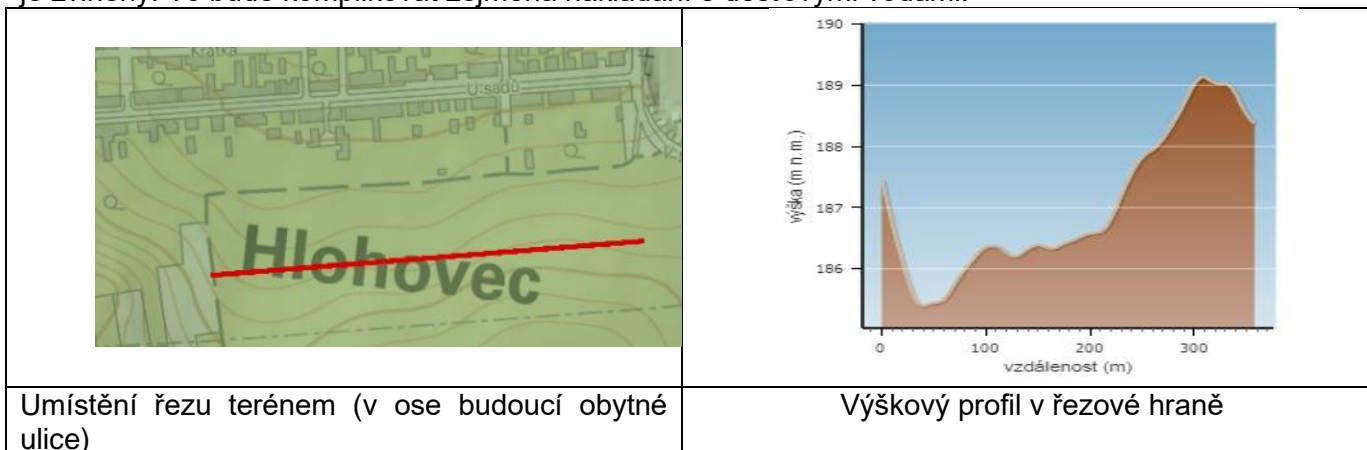 je zvlněný. To bude komplikovat zejména nakládání s dešťovými vodami.
Krátká
U sadů
Hlohovec
190
189
188
187
186
výška (m n.m.)
0 100 200 300
vzdálenost (m)
Umístění řezu terénem (v ose budoucí obytné
ulice)
Výškový profil v řezové hraně